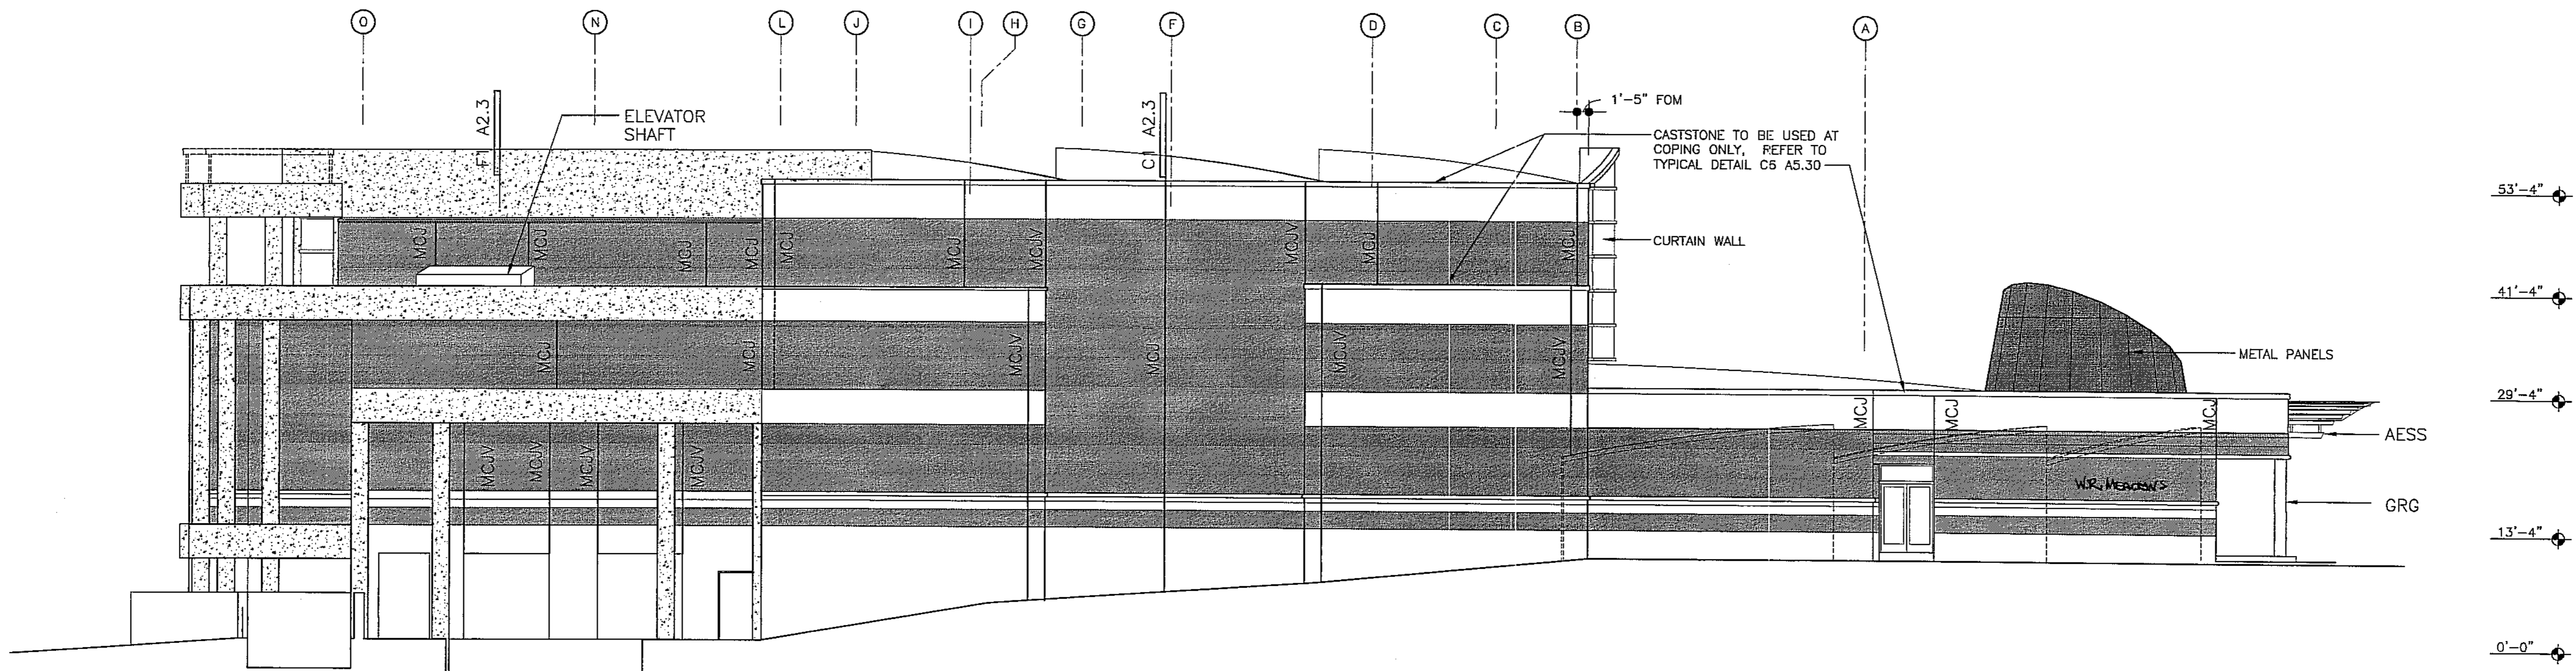 O N L J I H G F D C B A
1'-5" FOM
F1 A2.3
ELEVATOR
SHAFT
C1 A2.3
CASTSTONE TO BE USED AT
COPING ONLY, REFER TO
TYPICAL DETAIL C6 A5.30
53'-4"
MCJ MCJ MCJ MCJ MCJ MCJ MCJV MCJV MCJ MCJ
CURTAIN WALL
41'-4"
MCJ MCJ MCJV MCJ MCJV MCJV
METAL PANELS
29'-4"
MCJ MCJ MCJ
AESS
MCJV MCJV MCJV MCJV
W.R. MEADOWS
GRG
13'-4"
0'-0"